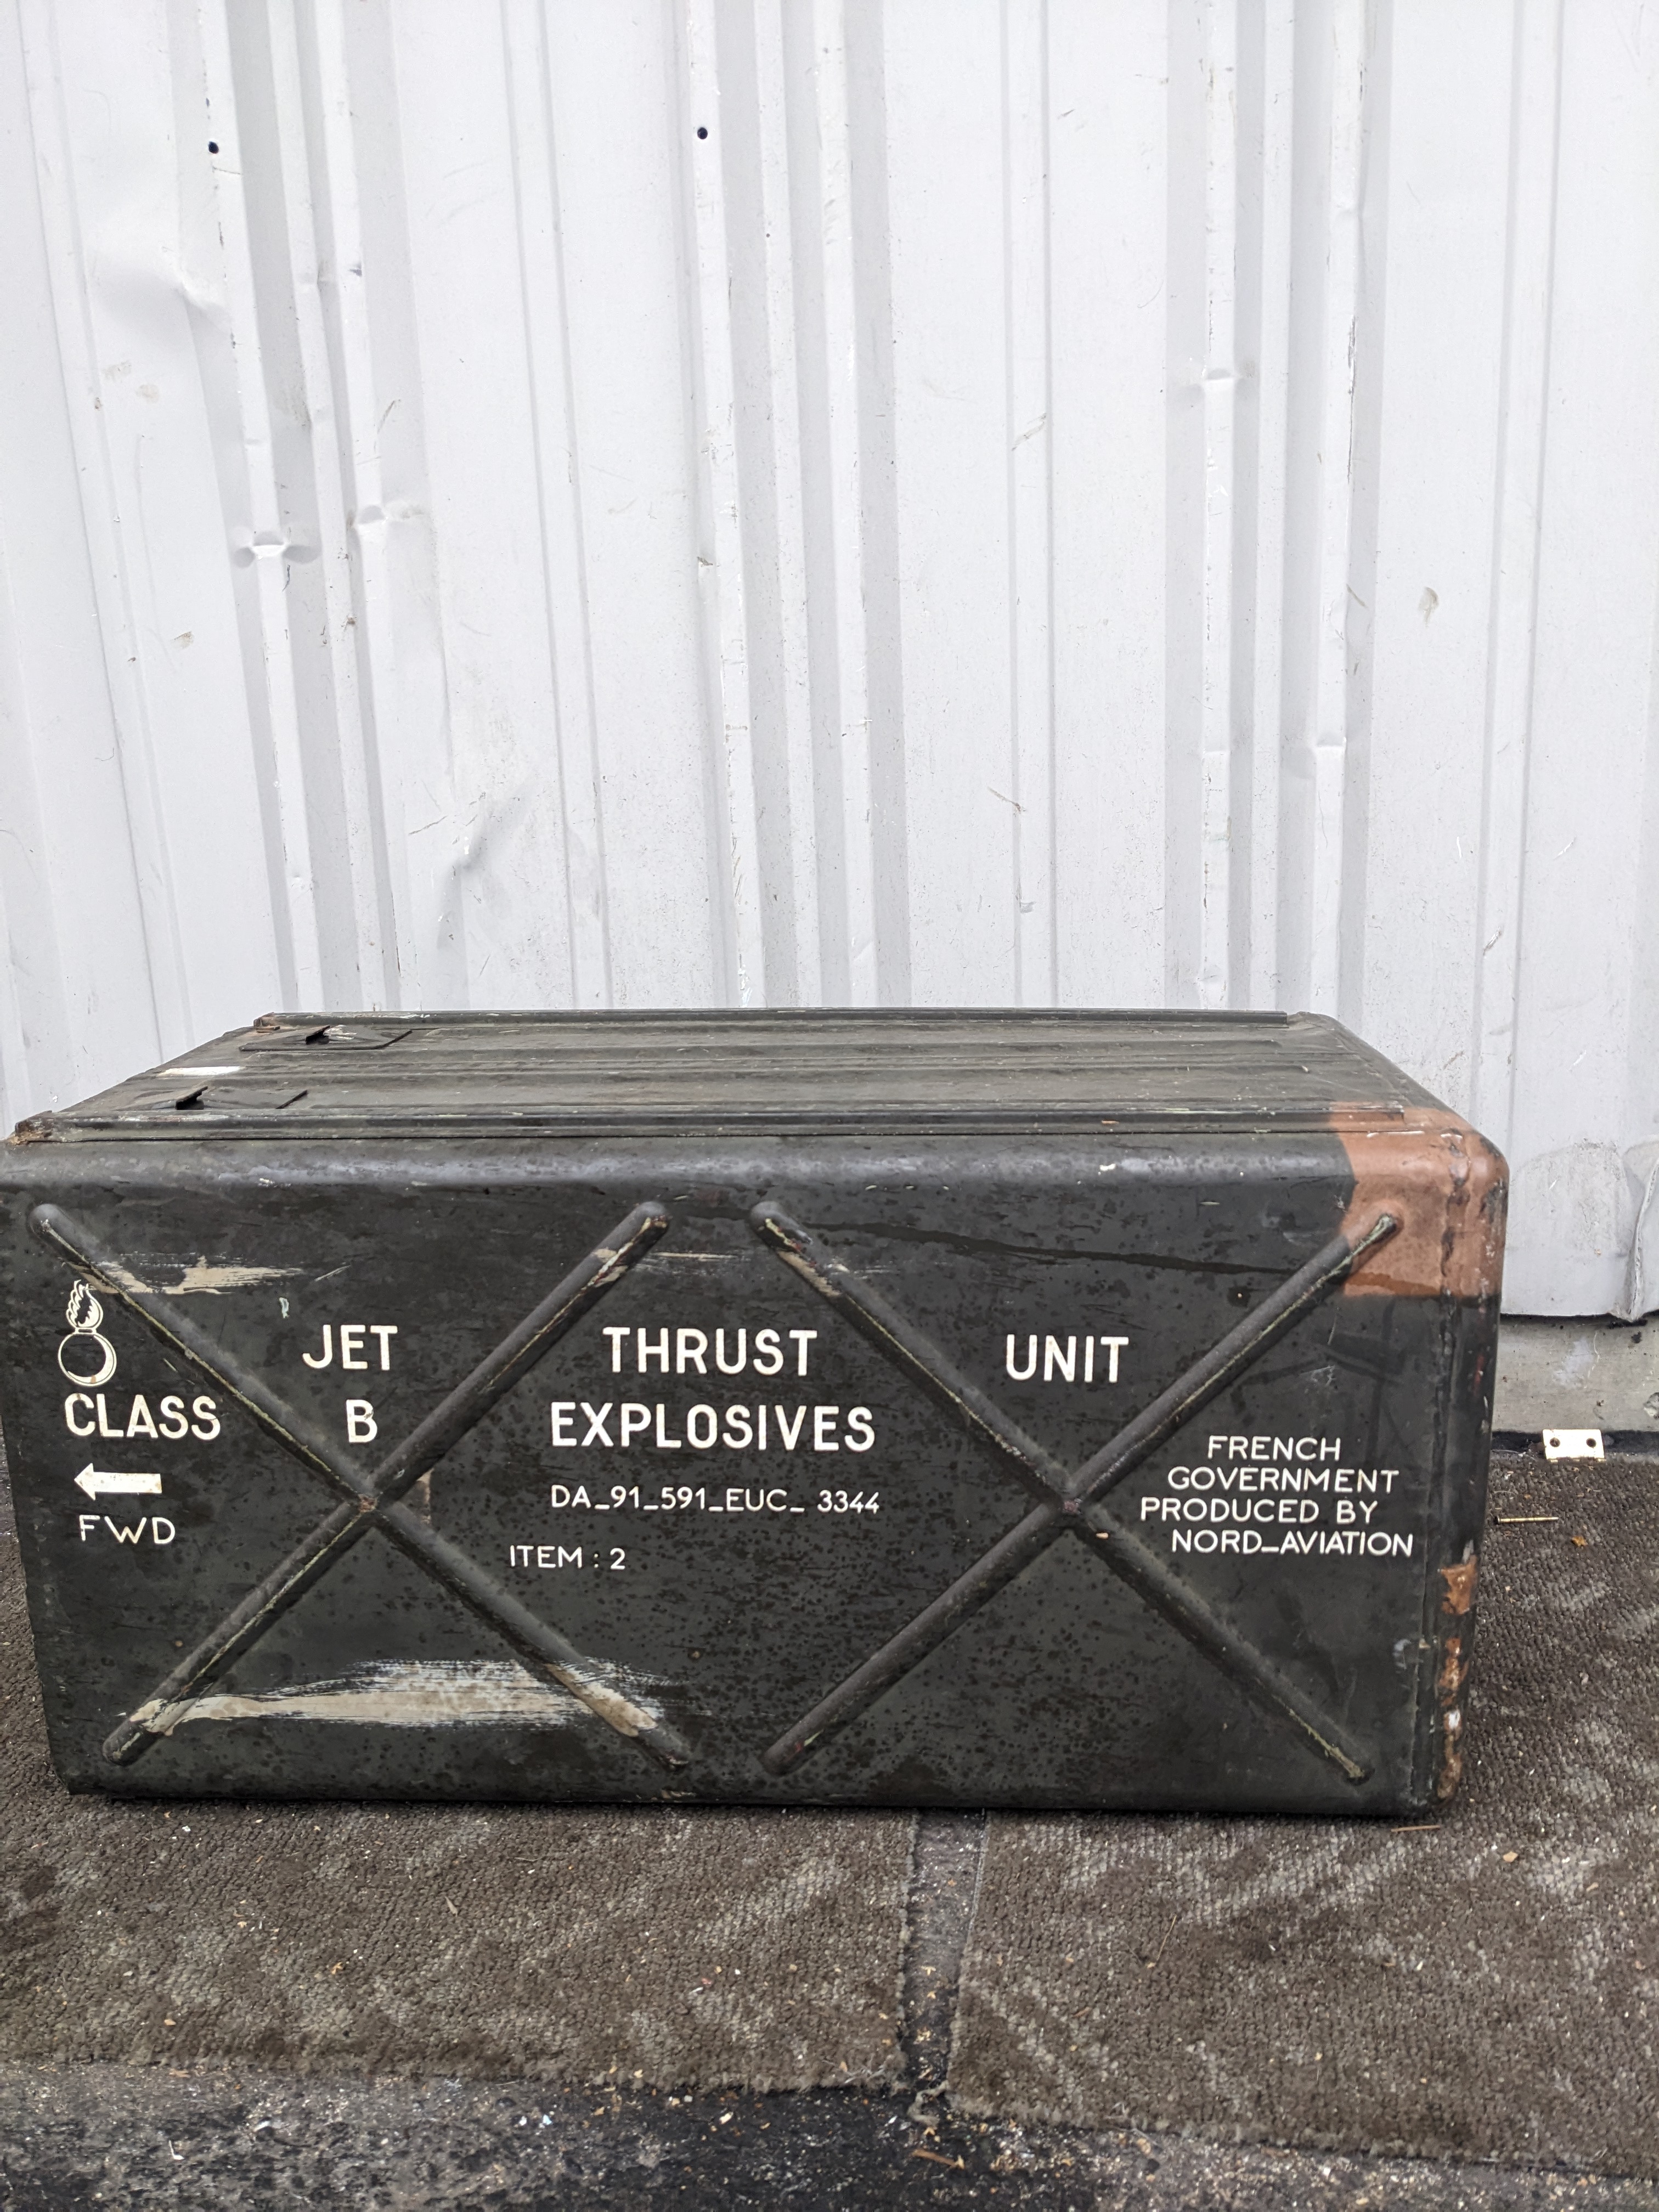 JET THRUST UNIT
CLASS B EXPLOSIVES
DA_91_591_EUC_ 3344
FWD
ITEM : 2
FRENCH
GOVERNMENT
PRODUCED BY
NORD_AVIATION